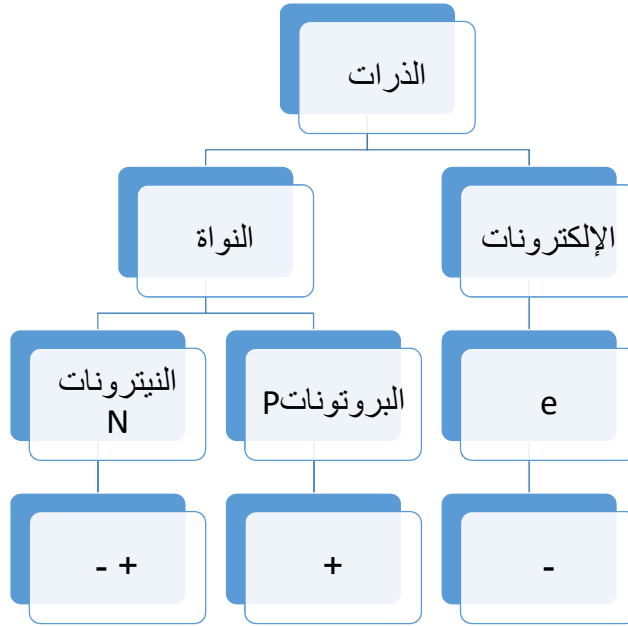 الذرات
الإلكترونات
النواة
e
البروتوناتP
النيترونات
N
-
+
- +